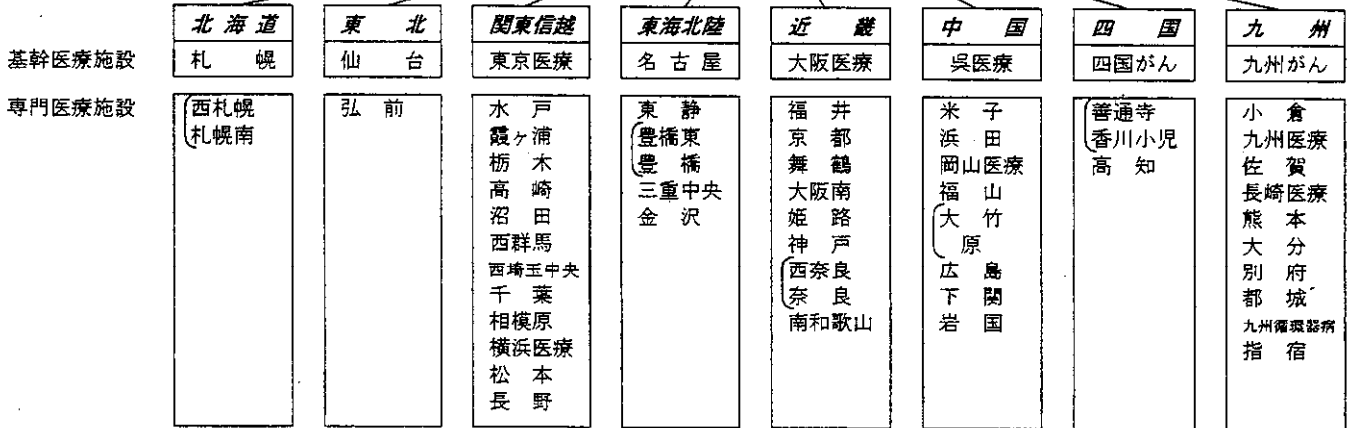 北海道 東北 関東信越 東海北陸 近畿 中国 四国 九州
基幹医療施設 札幌 仙台 東京医療 名古屋 大阪医療 呉医療 四国がん 九州がん
専門医療施設
西札幌
札幌南
弘前
水戸
霞ヶ浦
栃木
高崎
沼田
西群馬
西埼玉中央
千葉
相模原
横浜医療
松本
長野
東静
豊橋東
豊橋
三重中央
金沢
福井
京都
舞鶴
大阪南
姫路
神戸
西奈良
奈良
南和歌山
米子
浜田
岡山医療
福山
大竹
原
広島
下関
岩国
善通寺
香川小児
高知
小倉
九州医療
佐賀
長崎医療
熊本
大分
別府
都城
九州循環器病
指宿